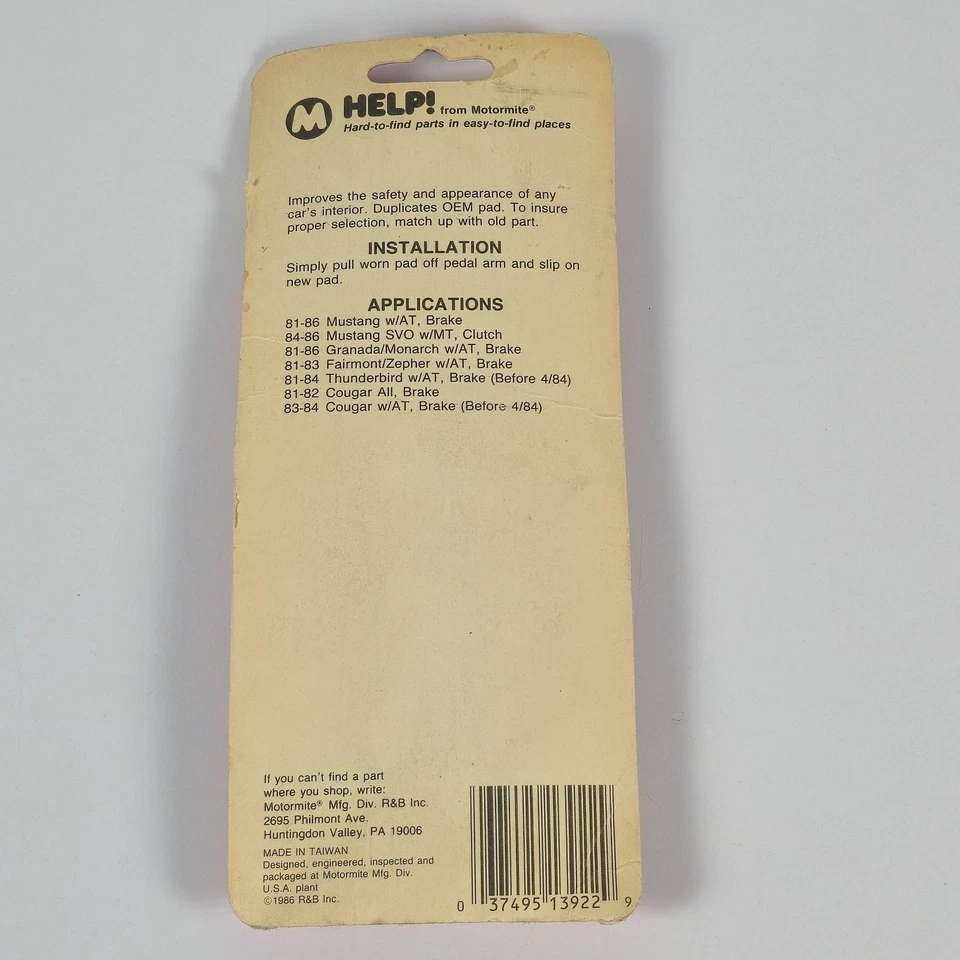 M HELP! from Motormite®
Hard-to-find parts in easy-to-find places
Improves the safety and appearance of any
car's interior. Duplicates OEM pad. To insure
proper selection, match up with old part.
INSTALLATION
Simply pull worn pad off pedal arm and slip on
new pad.
APPLICATIONS
81-86 Mustang w/AT, Brake
84-86 Mustang SVO w/MT, Clutch
81-86 Granada/Monarch w/AT, Brake
81-83 Fairmont/Zepher w/AT, Brake
81-84 Thunderbird w/AT, Brake (Before 4/84)
81-82 Cougar All, Brake
83-84 Cougar w/AT, Brake (Before 4/84)
If you can't find a part
where you shop, write:
Motormite® Mfg. Div. R&B Inc.
2695 Philmont Ave.
Huntingdon Valley, PA 19006
MADE IN TAIWAN
Designed, engineered, inspected and
packaged at Motormite Mfg. Div.
U.S.A. plant
©1986 R&B Inc.
0 37495 13922 9